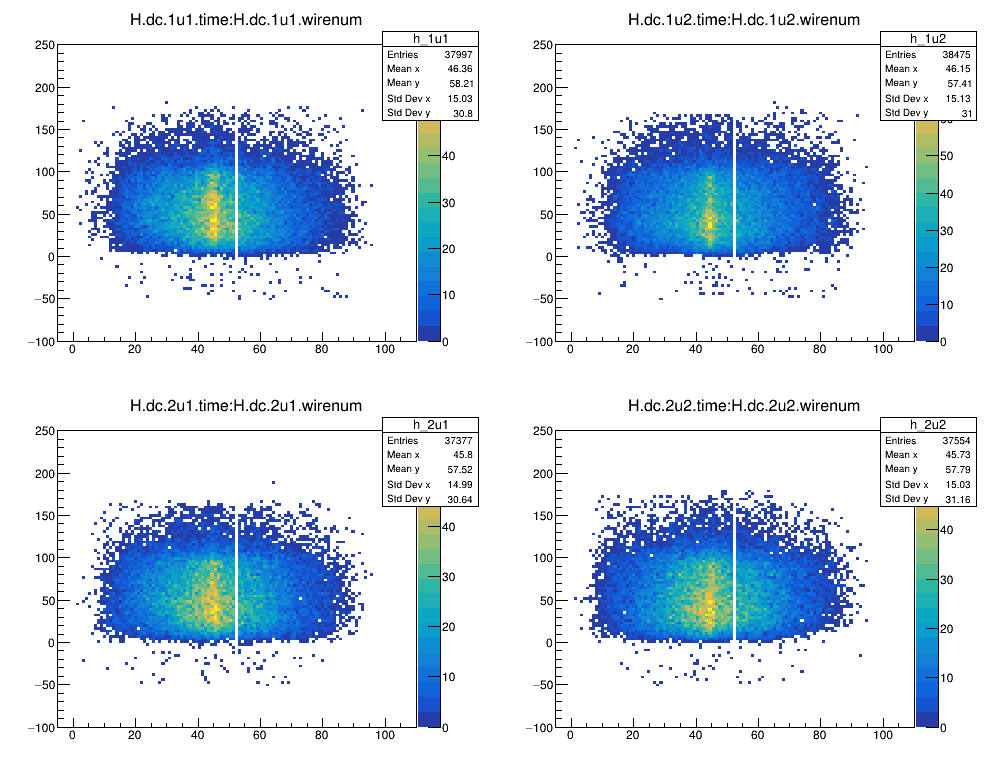 H.dc.1u1.time:H.dc.1u1.wirenum
h_1u1
Entries 37997
Mean x 46.36
Mean y 58.21
Std Dev x 15.03
Std Dev y 30.8
250
200
150
100
50
0
−50
−100
0 20 40 60 80 100
40
30
20
10
0
H.dc.1u2.time:H.dc.1u2.wirenum
h_1u2
Entries 38475
Mean x 46.15
Mean y 57.41
Std Dev x 15.13
Std Dev y 31
250
200
150
100
50
0
−50
−100
0 20 40 60 80 100
60
50
40
30
20
10
0
H.dc.2u1.time:H.dc.2u1.wirenum
h_2u1
Entries 37377
Mean x 45.8
Mean y 57.52
Std Dev x 14.99
Std Dev y 30.64
250
200
150
100
50
0
−50
−100
0 20 40 60 80 100
40
30
20
10
0
H.dc.2u2.time:H.dc.2u2.wirenum
h_2u2
Entries 37554
Mean x 45.73
Mean y 57.79
Std Dev x 15.03
Std Dev y 31.16
250
200
150
100
50
0
−50
−100
0 20 40 60 80 100
40
30
20
10
0